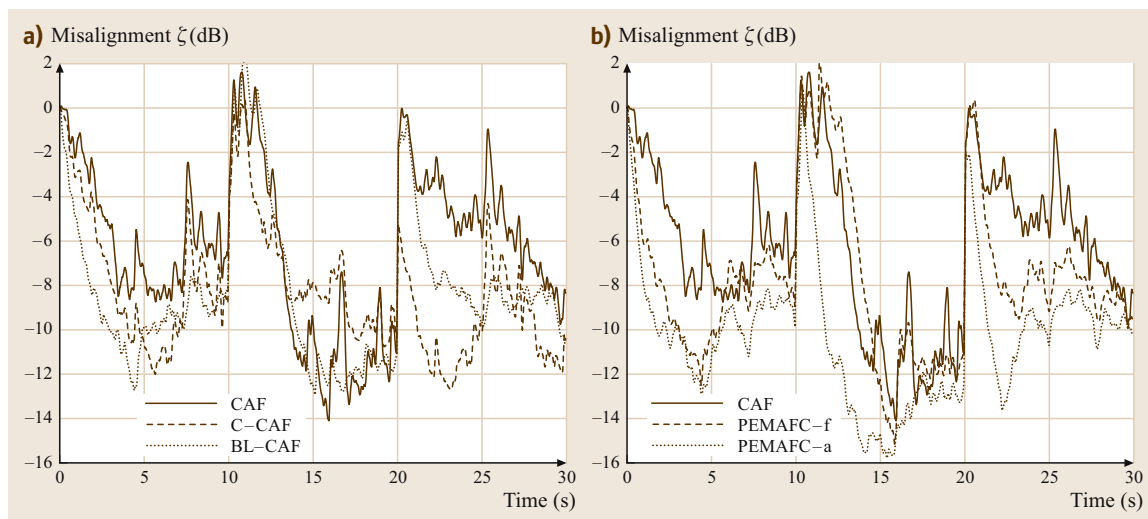 a) Misalignment ζ (dB)
2
0
−2
−4
−6
−8
−10
−12
−14
−16
CAF
C−CAF
BL−CAF
0 5 10 15 20 25 30
Time (s)
b) Misalignment ζ (dB)
2
0
−2
−4
−6
−8
−10
−12
−14
−16
CAF
PEMAFC−f
PEMAFC−a
0 5 10 15 20 25 30
Time (s)